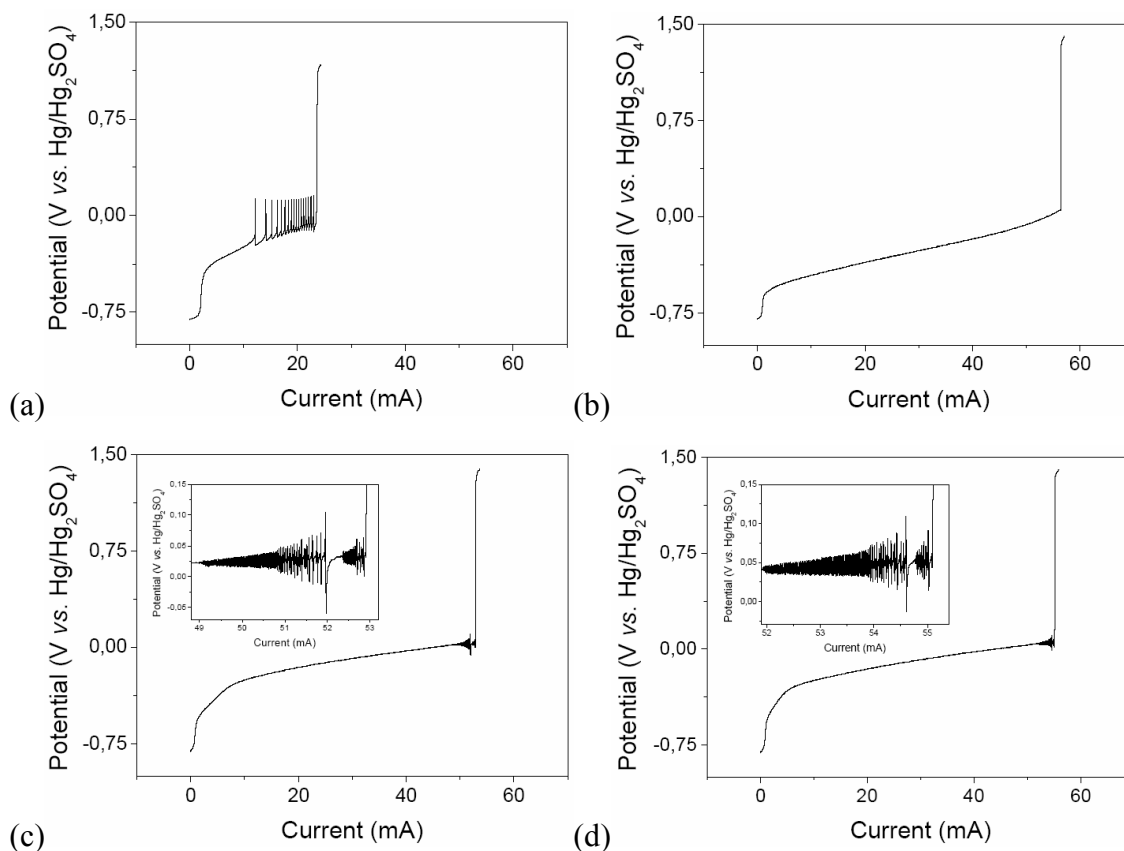 1,50
0,75
0,00
-0,75
Potential (V vs. Hg/Hg₂SO₄)
0 20 40 60
Current (mA)
(a)
1,50
0,75
0,00
-0,75
Potential (V vs. Hg/Hg₂SO₄)
0 20 40 60
Current (mA)
(b)
1,50
0,75
0,00
-0,75
Potential (V vs. Hg/Hg₂SO₄)
0,15
0,10
0,05
0,00
-0,05
Potential (V vs. Hg/Hg₂SO₄)
49 50 51 52 53
Current (mA)
0 20 40 60
Current (mA)
(c)
1,50
0,75
0,00
-0,75
Potential (V vs. Hg/Hg₂SO₄)
0,15
0,10
0,05
0,00
Potential (V vs. Hg/Hg₂SO₄)
52 53 54 55
Current (mA)
0 20 40 60
Current (mA)
(d)